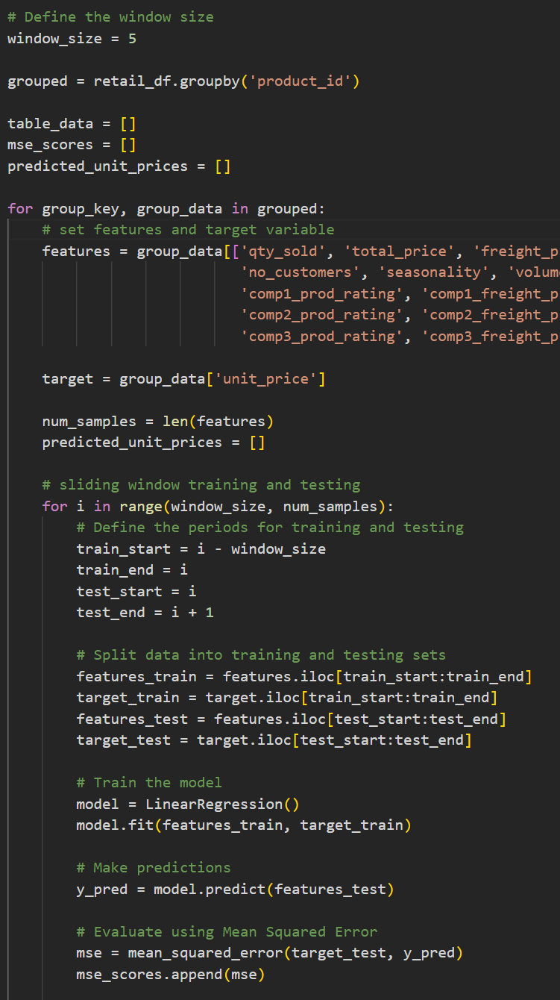 # Define the window size
window_size = 5
grouped = retail_df.groupby('product_id')
table_data = []
mse_scores = []
predicted_unit_prices = []
for group_key, group_data in grouped:
# set features and target variable
features = group_data[['qty_sold', 'total_price', 'freight_p
'no_customers', 'seasonality', 'volum
'comp1_prod_rating', 'comp1_freight_p
'comp2_prod_rating', 'comp2_freight_p
'comp3_prod_rating', 'comp3_freight_p
target = group_data['unit_price']
num_samples = len(features)
predicted_unit_prices = []
# sliding window training and testing
for i in range(window_size, num_samples):
# Define the periods for training and testing
train_start = i - window_size
train_end = i
test_start = i
test_end = i + 1
# Split data into training and testing sets
features_train = features.iloc[train_start:train_end]
target_train = target.iloc[train_start:train_end]
features_test = features.iloc[test_start:test_end]
target_test = target.iloc[test_start:test_end]
# Train the model
model = LinearRegression()
model.fit(features_train, target_train)
# Make predictions
y_pred = model.predict(features_test)
# Evaluate using Mean Squared Error
mse = mean_squared_error(target_test, y_pred)
mse_scores.append(mse)